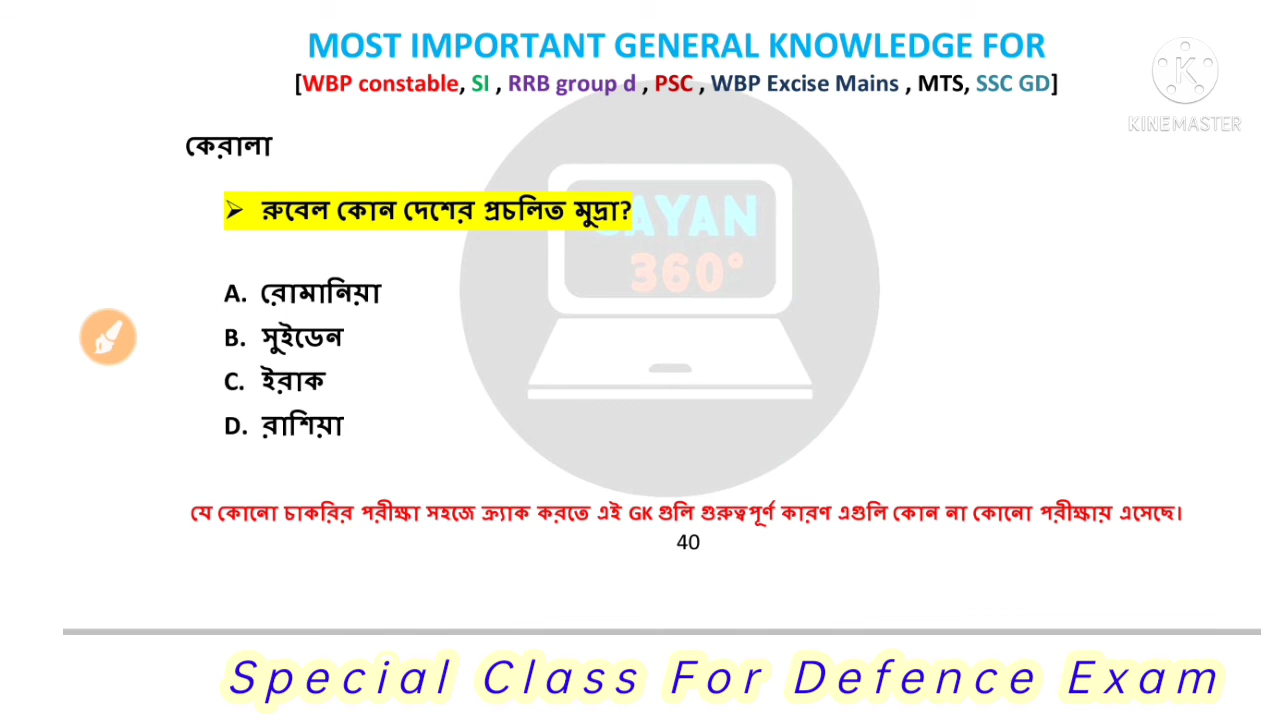 MOST IMPORTANT GENERAL KNOWLEDGE FOR
[WBP constable, SI , RRB group d , PSC , WBP Excise Mains , MTS, SSC GD]
K
KINEMASTER
কেরালা
➢ রুবেল কোন দেশের প্রচলিত মুদ্রা?
AYAN
360°
A. রোমানিয়া
B. সুইডেন
C. ইরাক
D. রাশিয়া
যে কোনো চাকরির পরীক্ষা সহজে ক্র্যাক করতে এই GK গুলি গুরুত্বপূর্ণ কারণ এগুলি কোন না কোনো পরীক্ষায় এসেছে।
40
Special Class For Defence Exam